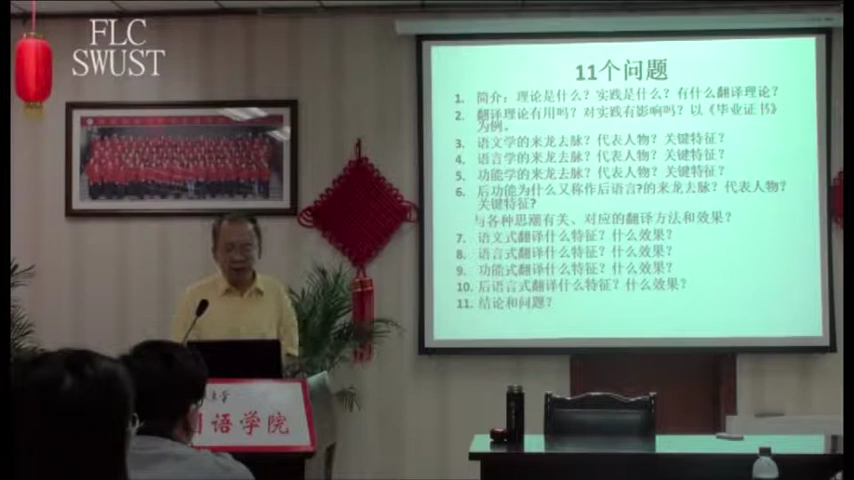 FLC
SWUST
11个问题
1. 简介：理论是什么？实践是什么？有什么翻译理论？
2. 翻译理论有用吗？对实践有影响吗？以《毕业证书》
为例。
3. 语文学的来龙去脉？代表人物？关键特征？
4. 语言学的来龙去脉？代表人物？关键特征？
5. 功能学的来龙去脉？代表人物？关键特征？
6. 后功能为什么又称作后语言?的来龙去脉？代表人物？
关键特征?
与各种思潮有关、对应的翻译方法和效果？
7. 语文式翻译什么特征？什么效果？
8. 语言式翻译什么特征？什么效果？
9. 功能式翻译什么特征？什么效果？
10. 后语言式翻译什么特征？什么效果？
11. 结论和问题？
国语学院